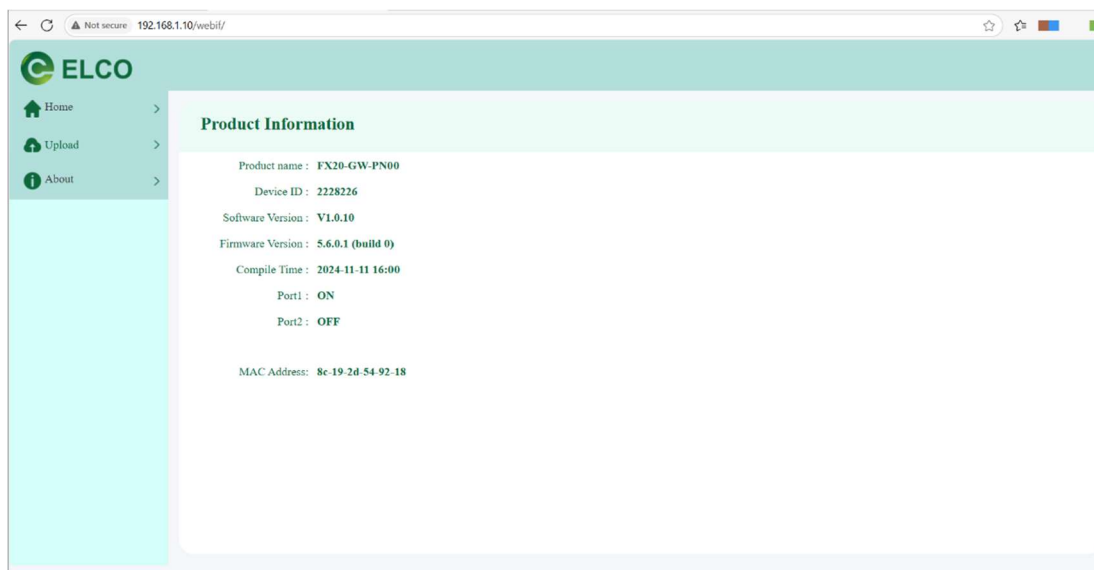 Not secure 192.168.1.10/webif/
ELCO
Home
Upload
About
Product Information
Product name : FX20-GW-PN00
Device ID : 2228226
Software Version : V1.0.10
Firmware Version : 5.6.0.1 (build 0)
Compile Time : 2024-11-11 16:00
Port1 : ON
Port2 : OFF
MAC Address: 8c-19-2d-54-92-18